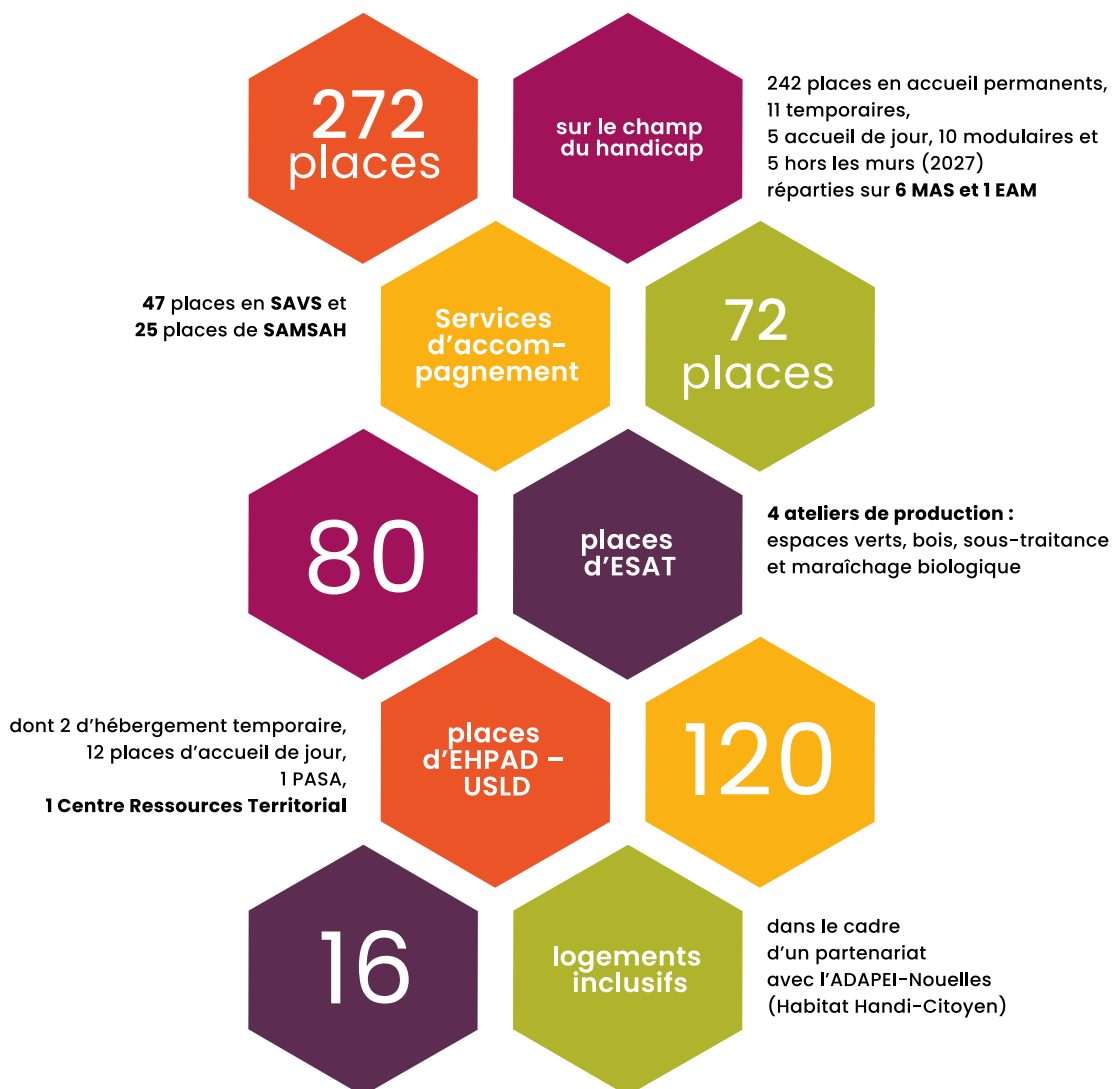 272
places
sur le champ
du handicap
242 places en accueil permanents,
11 temporaires,
5 accueil de jour, 10 modulaires et
5 hors les murs (2027)
réparties sur 6 MAS et 1 EAM
47 places en SAVS et
25 places de SAMSAH
Services
d'accom-
pagnement
72
places
80
places
d'ESAT
4 ateliers de production :
espaces verts, bois, sous-traitance
et maraîchage biologique
dont 2 d'hébergement temporaire,
12 places d'accueil de jour,
1 PASA,
1 Centre Ressources Territorial
places
d'EHPAD –
USLD
120
16
logements
inclusifs
dans le cadre
d'un partenariat
avec l'ADAPEI-Nouelles
(Habitat Handi-Citoyen)